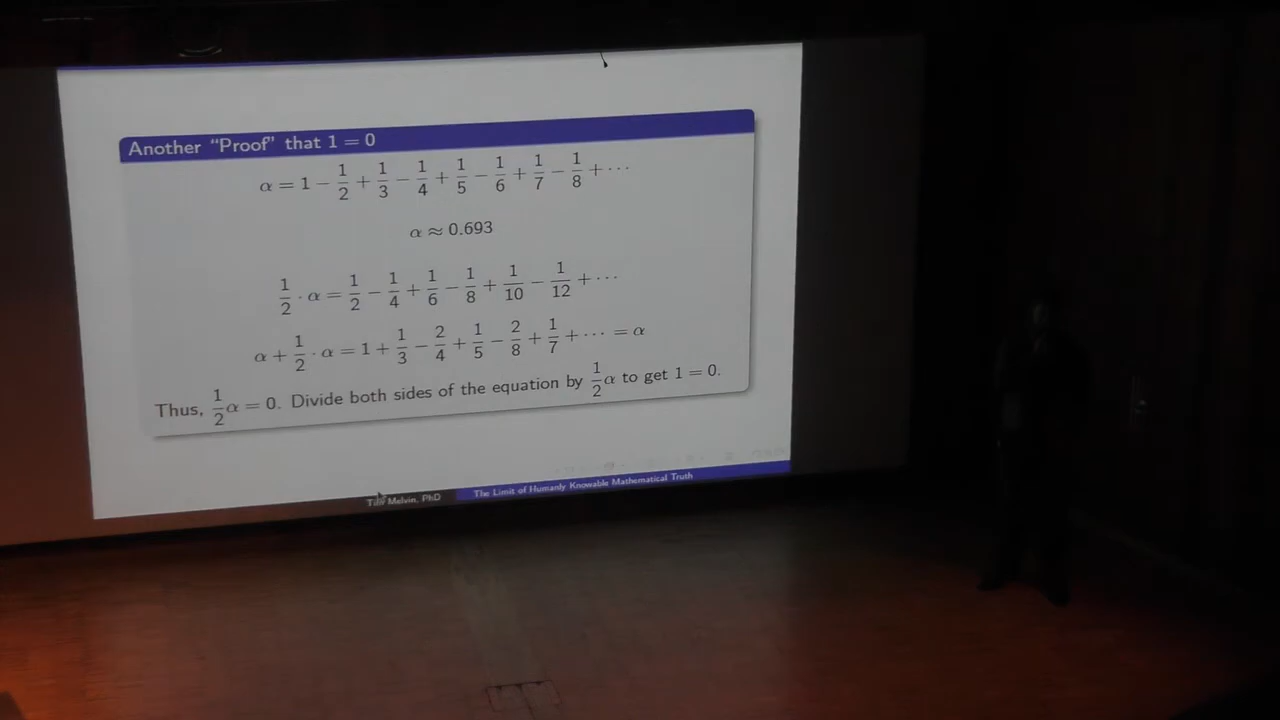 Another “Proof” that 1 = 0
α = 1 − 1/2 + 1/3 − 1/4 + 1/5 − 1/6 + 1/7 − 1/8 + ⋯
α ≈ 0.693
1/2 · α = 1/2 − 1/4 + 1/6 − 1/8 + 1/10 − 1/12 + ⋯
α + 1/2 · α = 1 + 1/3 − 2/4 + 1/5 − 2/8 + 1/7 + ⋯ = α
Thus, 1/2 α = 0. Divide both sides of the equation by 1/2 α to get 1 = 0.
Melvin, PhD The Limit of Humanly Knowable Mathematical Truth